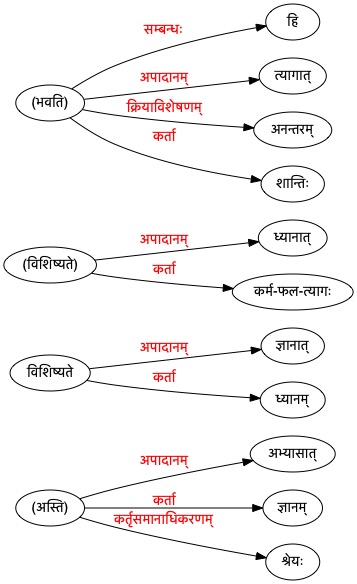 सम्बन्धः
हि
(भवति)
अपादानम्
त्यागात्
क्रियाविशेषणम्
अनन्तरम्
कर्ता
शान्तिः
(विशिष्यते)
अपादानम्
ध्यानात्
कर्ता
कर्म-फल-त्यागः
विशिष्यते
अपादानम्
ज्ञानात्
कर्ता
ध्यानम्
(अस्ति)
अपादानम्
अभ्यासात्
कर्ता
ज्ञानम्
कर्तृसमानाधिकरणम्
श्रेयः